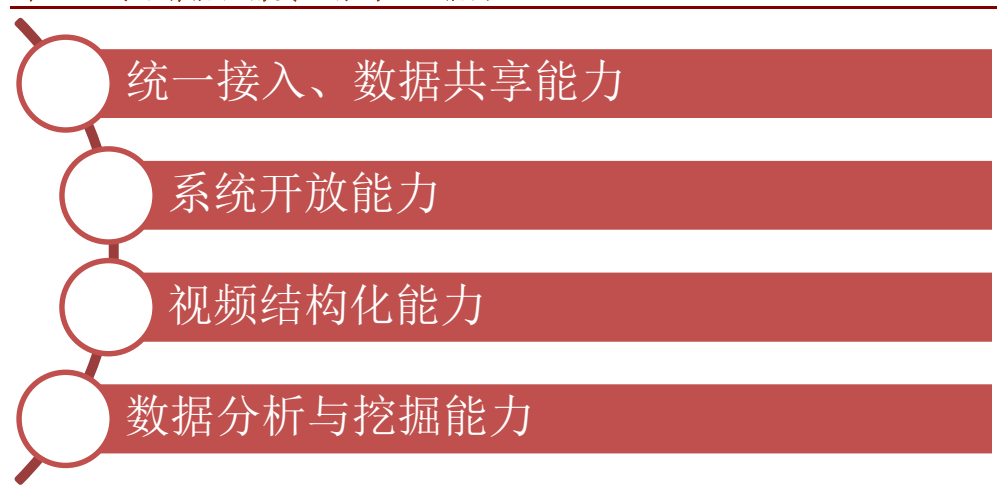 统一接入、数据共享能力
系统开放能力
视频结构化能力
数据分析与挖掘能力